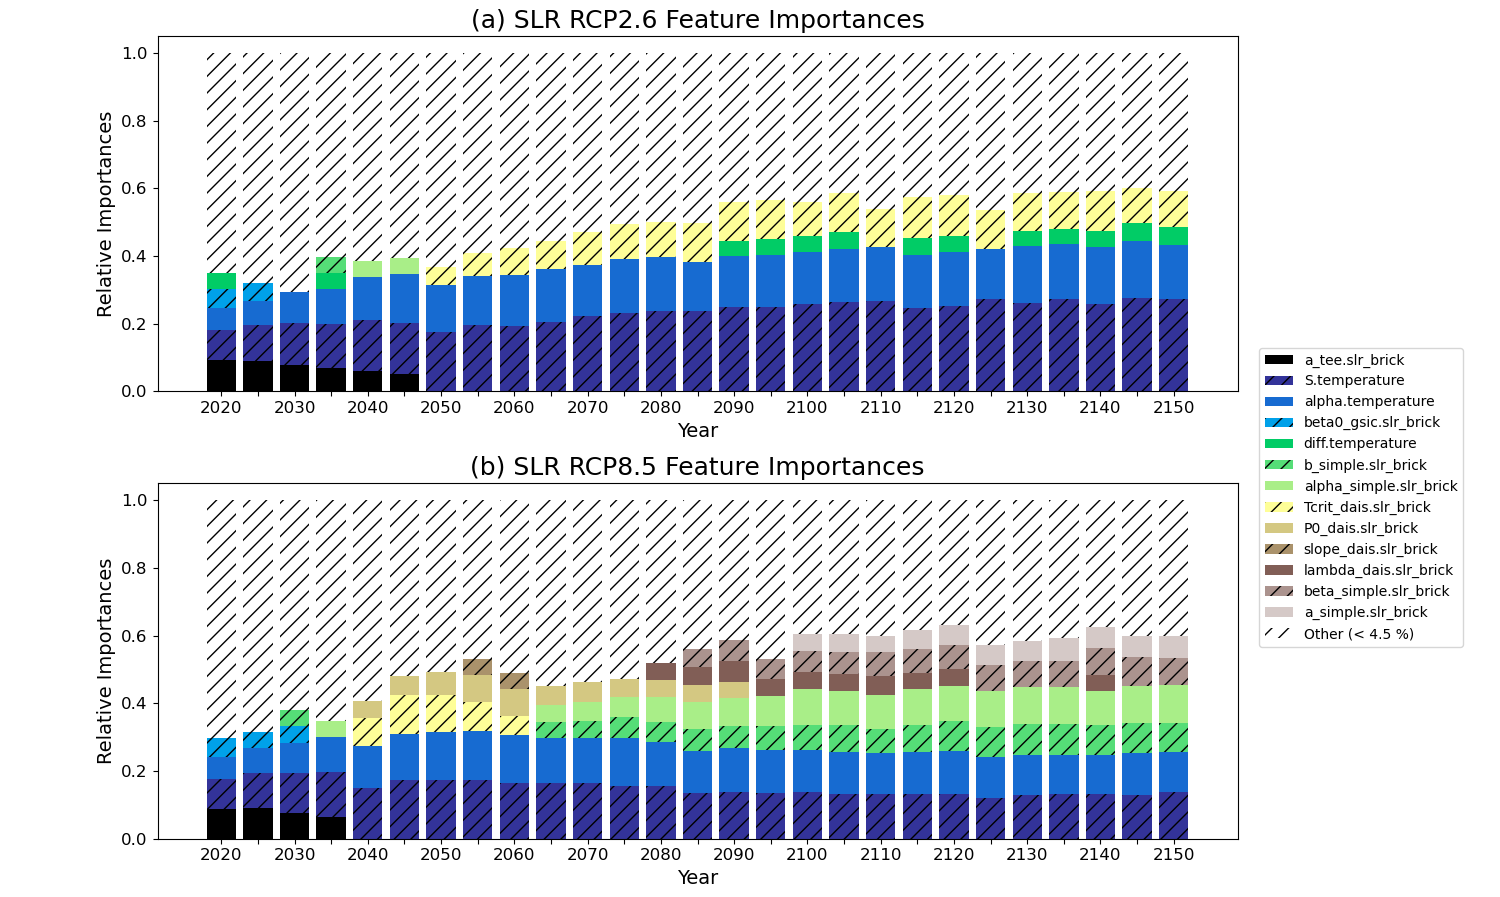 (a) SLR RCP2.6 Feature Importances
1.0
0.8
0.6
0.4
0.2
0.0
Relative Importances
2020 2030 2040 2050 2060 2070 2080 2090 2100 2110 2120 2130 2140 2150
Year
(b) SLR RCP8.5 Feature Importances
1.0
0.8
0.6
0.4
0.2
0.0
Relative Importances
2020 2030 2040 2050 2060 2070 2080 2090 2100 2110 2120 2130 2140 2150
Year
a_tee.slr_brick
S.temperature
alpha.temperature
beta0_gsic.slr_brick
diff.temperature
b_simple.slr_brick
alpha_simple.slr_brick
Tcrit_dais.slr_brick
P0_dais.slr_brick
slope_dais.slr_brick
lambda_dais.slr_brick
beta_simple.slr_brick
a_simple.slr_brick
Other (< 4.5 %)